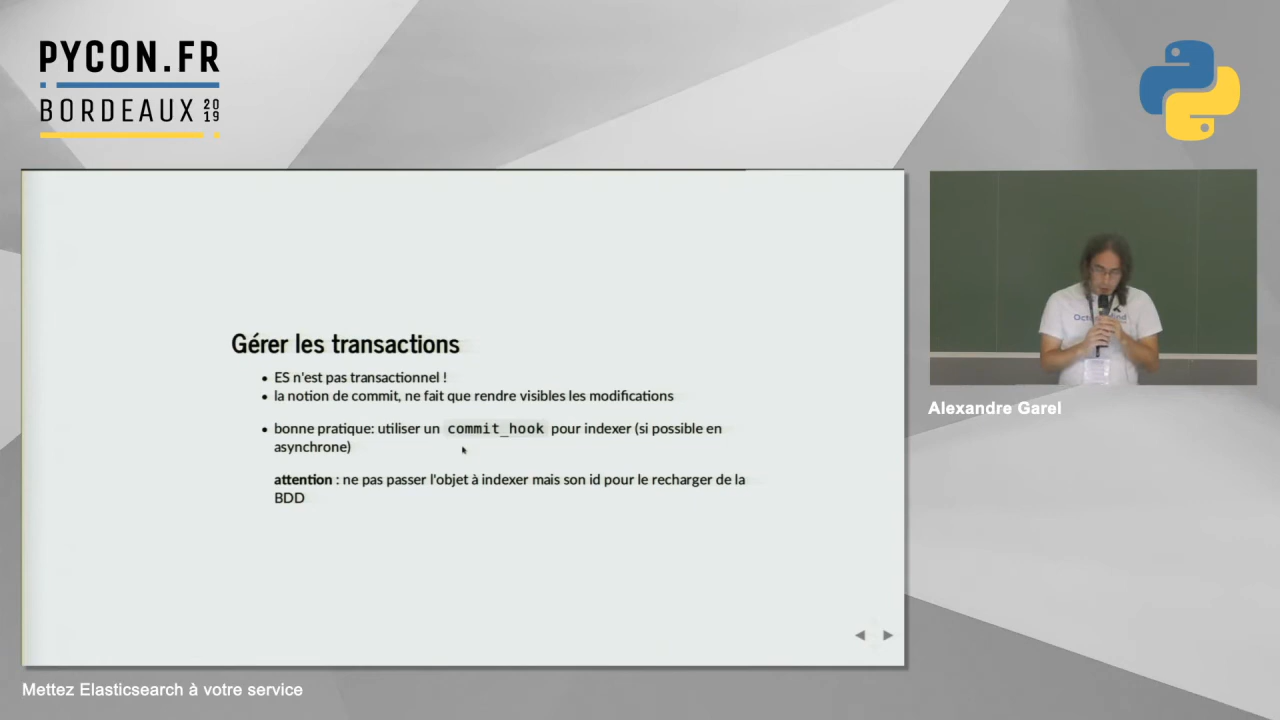 PYCON.FR
BORDEAUX 2019
Gérer les transactions
• ES n'est pas transactionnel !
• la notion de commit, ne fait que rendre visibles les modifications
• bonne pratique: utiliser un commit_hook pour indexer (si possible en
asynchrone)
attention : ne pas passer l'objet à indexer mais son id pour le recharger de la
BDD
Alexandre Garel
Mettez Elasticsearch à votre service